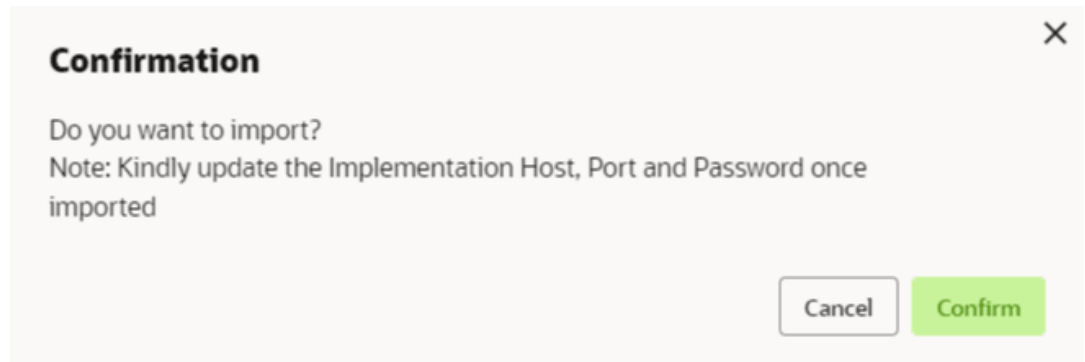 Confirmation
Do you want to import?
Note: Kindly update the Implementation Host, Port and Password once
imported
Cancel
Confirm